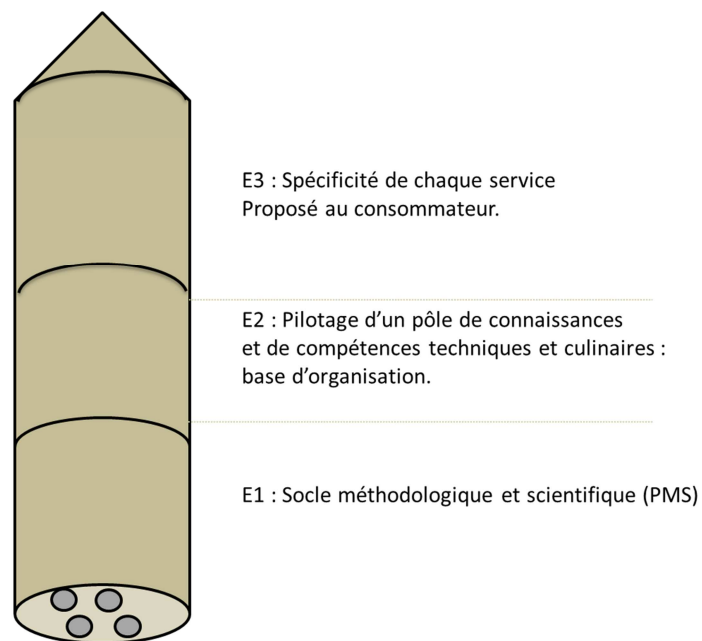 E3 : Spécificité de chaque service
Proposé au consommateur.
E2 : Pilotage d’un pôle de connaissances
et de compétences techniques et culinaires :
base d’organisation.
E1 : Socle méthodologique et scientifique (PMS)